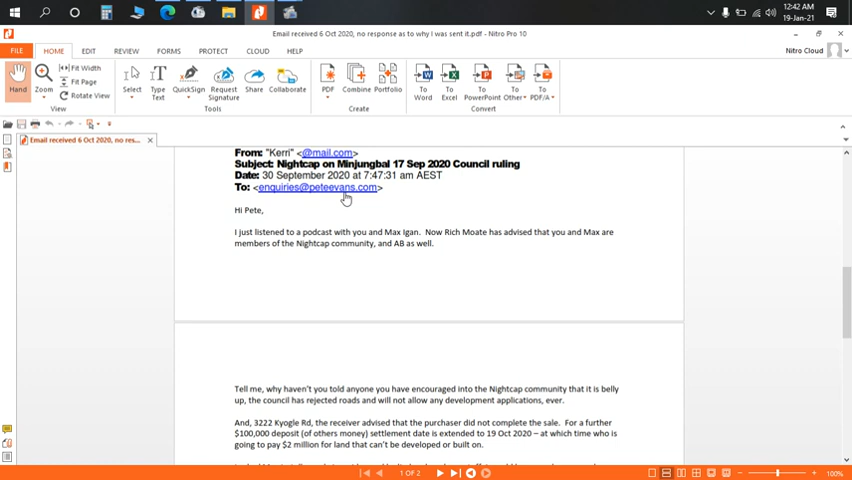 12:42 AM
19-Jan-21
Email received 6 Oct 2020, no response as to why I was sent it.pdf - Nitro Pro 10
FILE HOME EDIT REVIEW FORMS PROTECT CLOUD HELP
Nitro Cloud
Hand Zoom Fit Width Fit Page Rotate View
Select Type Text QuickSign Request Signature Share Collaborate
PDF Combine Portfolio
To Word To Excel To PowerPoint To Other To PDF/A
View Tools Create Convert
Email received 6 Oct 2020, no res...
From: "Kerri" <@mail.com>
Subject: Nightcap on Minjungbal 17 Sep 2020 Council ruling
Date: 30 September 2020 at 7:47:31 am AEST
To: <enquiries@peteevans.com>
Hi Pete,
I just listened to a podcast with you and Max Igan. Now Rich Moate has advised that you and Max are
members of the Nightcap community, and AB as well.
Tell me, why haven't you told anyone you have encouraged into the Nightcap community that it is belly
up, the council has rejected roads and will not allow any development applications, ever.
And, 3222 Kyogle Rd, the receiver advised that the purchaser did not complete the sale. For a further
$100,000 deposit (of others money) settlement date is extended to 19 Oct 2020 – at which time who is
going to pay $2 million for land that can't be developed or built on.
1 OF 2
100%